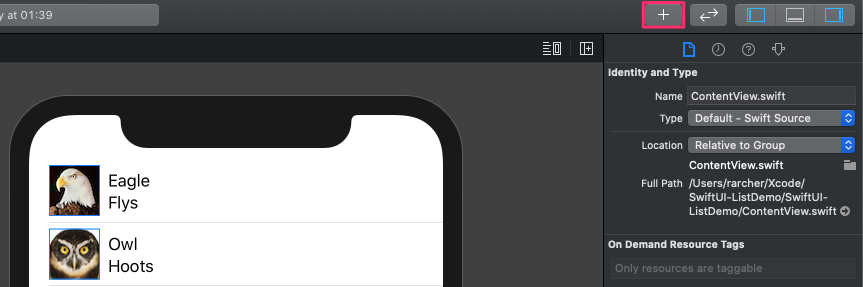 y at 01:39
Identity and Type
Name ContentView.swift
Type Default - Swift Source
Location Relative to Group
ContentView.swift
Full Path /Users/rarcher/Xcode/
SwiftUI-ListDemo/SwiftUI-
ListDemo/ContentView.swift
On Demand Resource Tags
Only resources are taggable
Eagle
Flys
Owl
Hoots